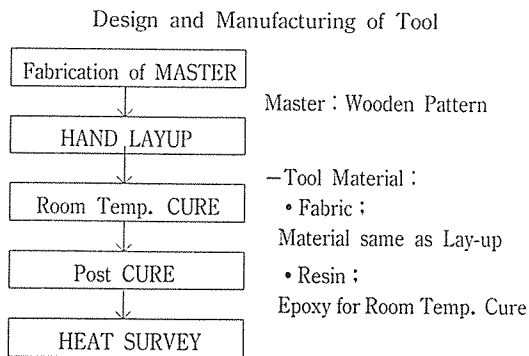 Design and Manufacturing of Tool
Fabrication of MASTER
Master : Wooden Pattern
HAND LAYUP
－Tool Material :
Room Temp. CURE
• Fabric ;
Material same as Lay-up
Post CURE
• Resin ;
Epoxy for Room Temp. Cure
HEAT SURVEY